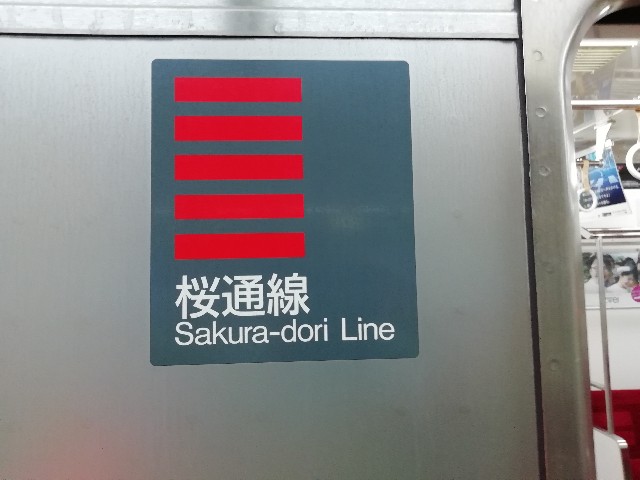 桜通線
Sakura-dori Line